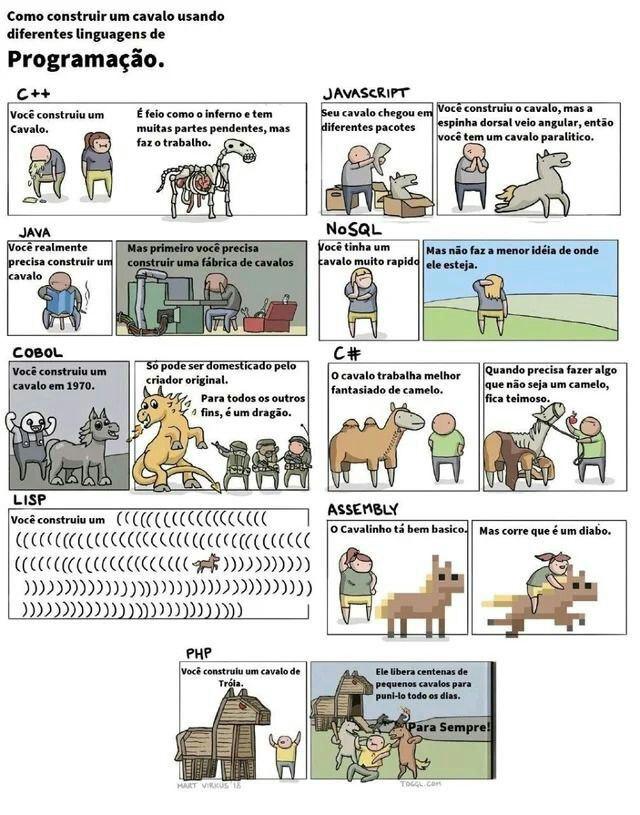 Como construir um cavalo usando
diferentes linguagens de
Programação.
C++
Você construiu um
Cavalo.
É feio como o inferno e tem
muitas partes pendentes, mas
faz o trabalho.
JAVASCRIPT
Seu cavalo chegou em
diferentes pacotes
Você construiu o cavalo, mas a
espinha dorsal veio angular, então
você tem um cavalo paralitico.
JAVA
Você realmente
precisa construir um
cavalo
Mas primeiro você precisa
construir uma fábrica de cavalos
NoSQL
Você tinha um
cavalo muito rapido
Mas não faz a menor idéia de onde
ele esteja.
COBOL
Você construiu um
cavalo em 1970.
Só pode ser domesticado pelo
criador original.
Para todos os outros
fins, é um dragão.
C#
O cavalo trabalha melhor
fantasiado de camelo.
Quando precisa fazer algo
que não seja um camelo,
fica teimoso.
LISP
Você construiu um ((((((((((((((((((
((((((((((((((((((((((((((((((((((((
(((((((((((((((((((((( ))))))))))
))))))))))))))))))))))))))))))))))))
)))))))))))))))))))))))))))
ASSEMBLY
O Cavalinho tá bem basico.
Mas corre que é um diabo.
PHP
Você construiu um cavalo de
Tróia.
Ele libera centenas de
pequenos cavalos para
puni-lo todo os dias.
Para Sempre!
MART VIRKUS '16
TOGGL.COM